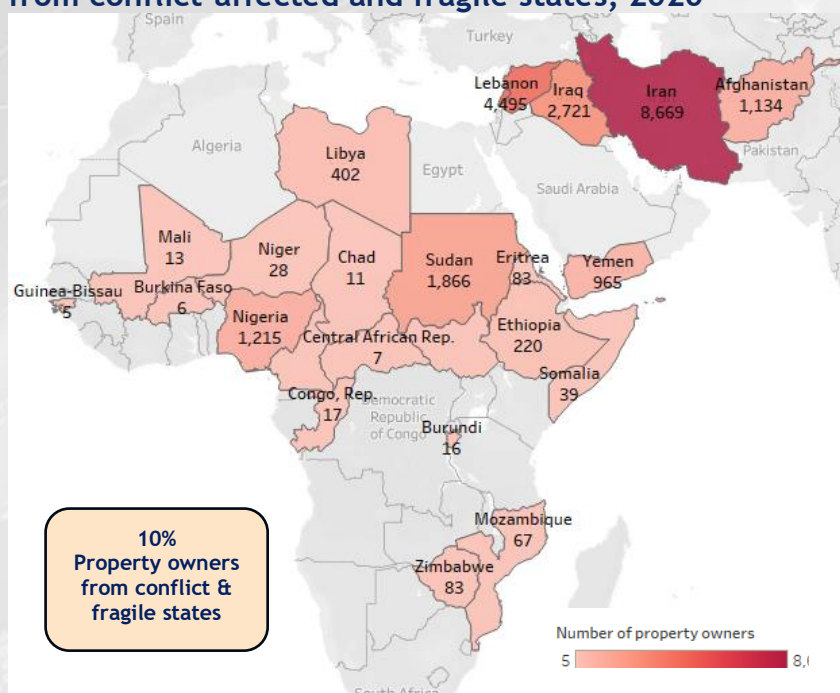 from conflict-affected and fragile states, 2020
Spain
Turkey
Lebanon
4,495
Iraq
2,721
Iran
8,669
Afghanistan
1,134
Algeria
Libya
402
Egypt
Pakistan
Saudi Arabia
Mali
13
Niger
28
Chad
11
Sudan
1,866
Eritrea
83
Yemen
965
Guinea-Bissau
5
Burkina Faso
6
Nigeria
1,215
Central African Rep.
7
Ethiopia
220
Somalia
39
Congo, Rep.
17
Democratic
Republic
of Congo
Burundi
16
Mozambique
67
Zimbabwe
83
10%
Property owners
from conflict &
fragile states
Number of property owners
5
South Africa